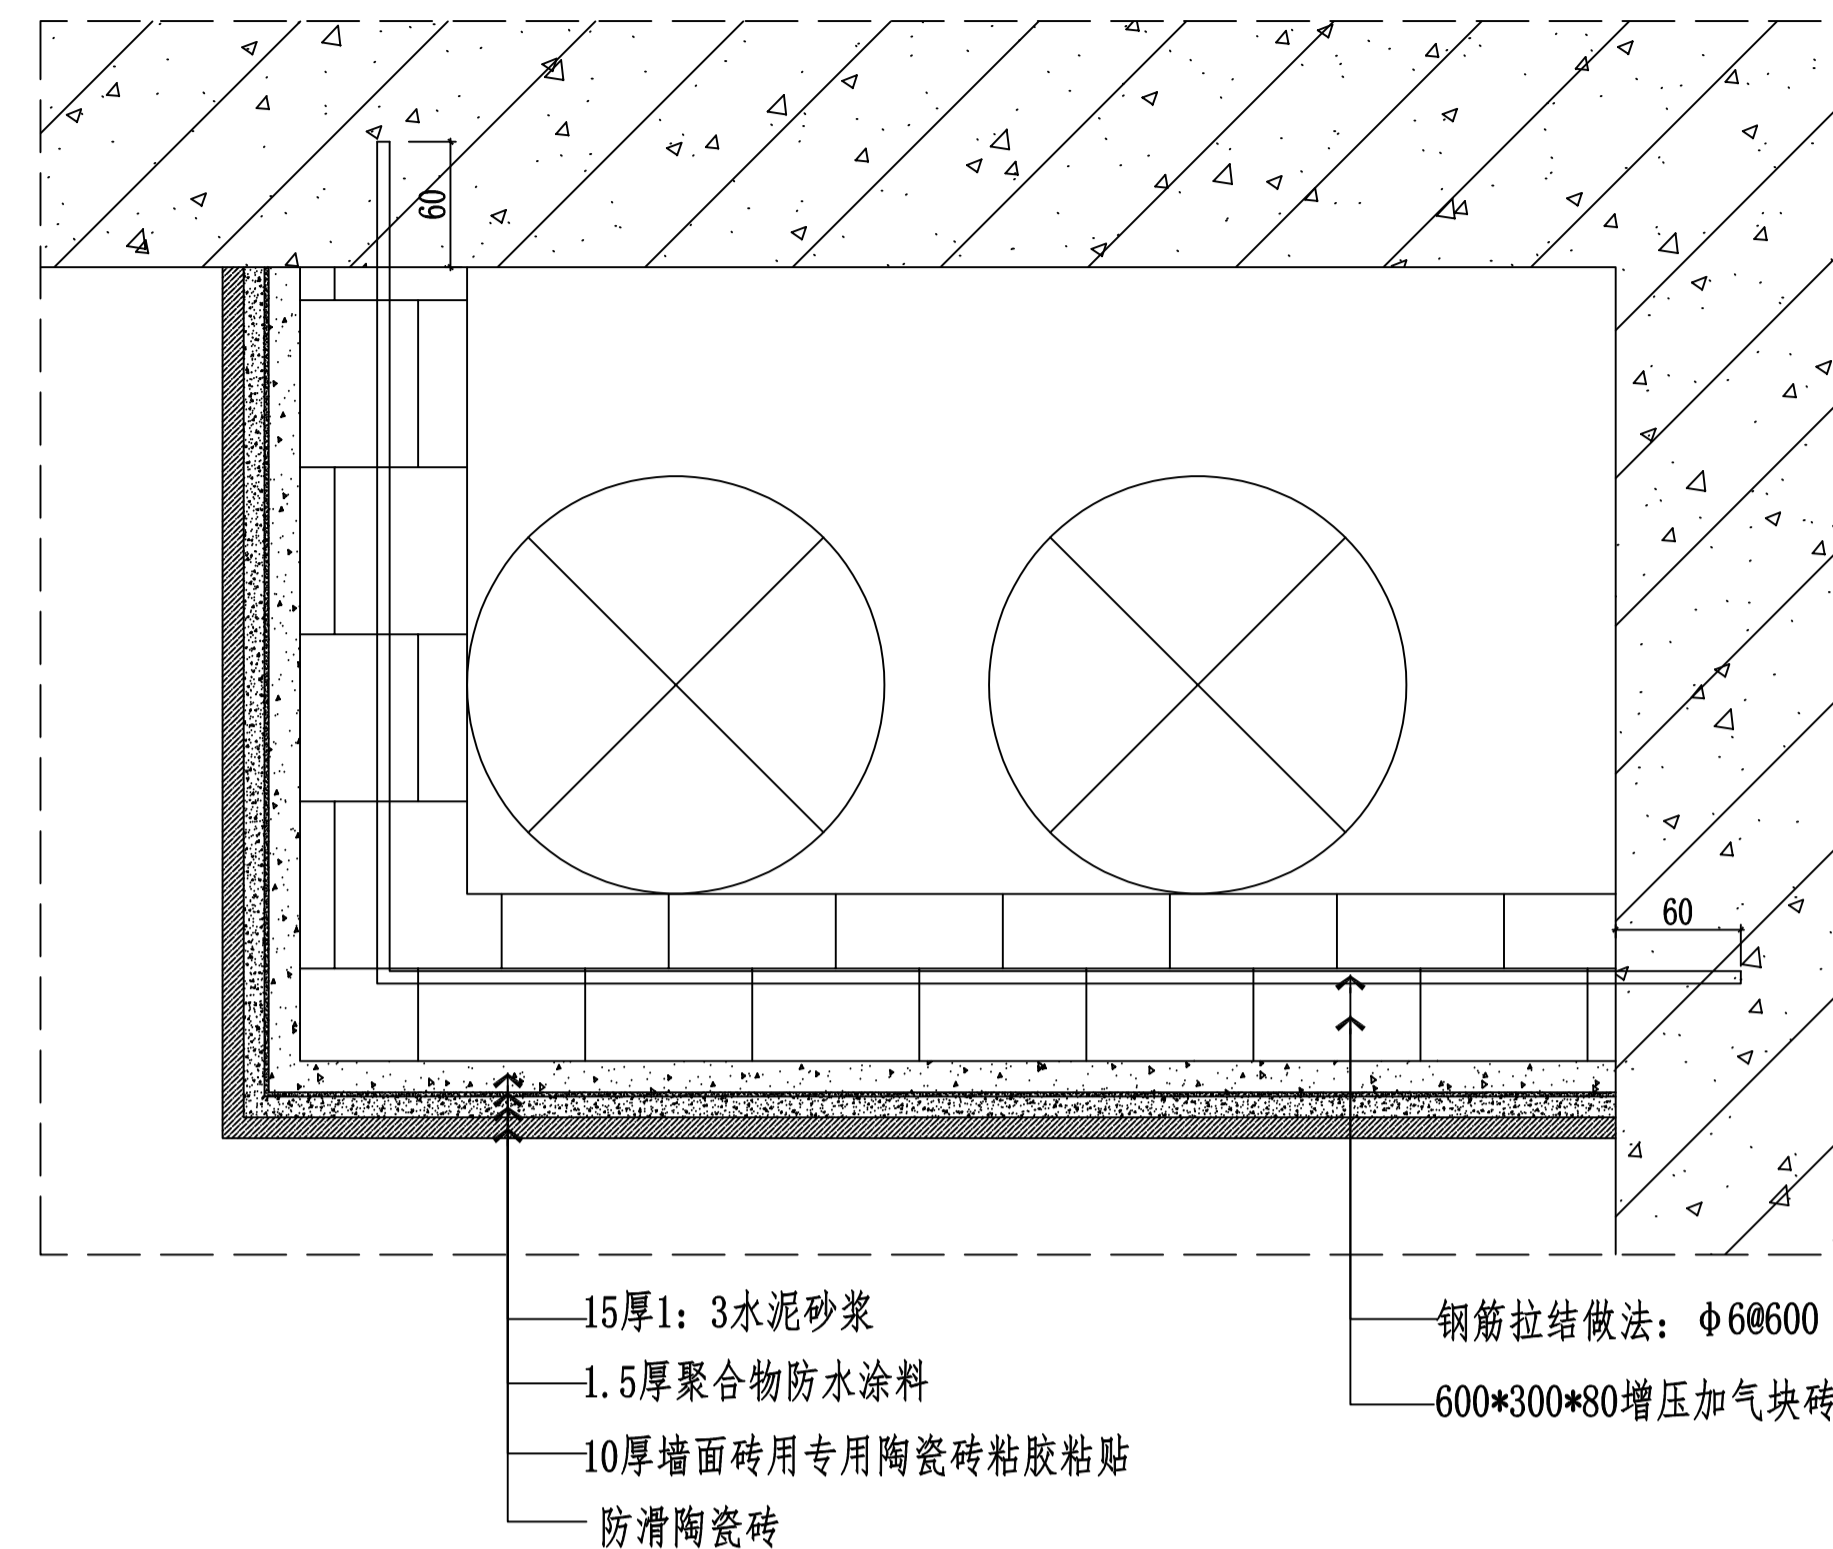 60
60
15厚1：3水泥砂浆
1.5厚聚合物防水涂料
10厚墙面砖用专用陶瓷砖粘胶粘贴
防滑陶瓷砖
钢筋拉结做法：ф6@600
600*300*80增压加气块砖